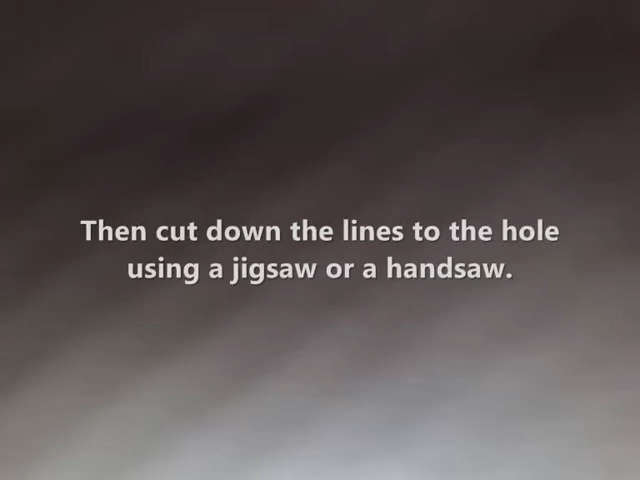 Then cut down the lines to the hole
using a jigsaw or a handsaw.